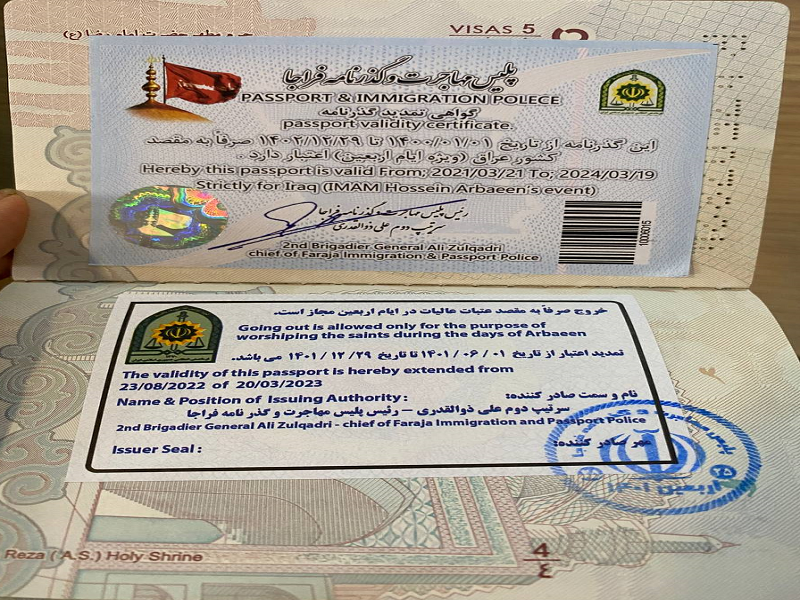 VISAS 5
پلیس مهاجرت و گذرنامه فراجا
PASSPORT & IMMIGRATION POLECE
گواهی تمدید گذرنامه
passport validity certificate.
این گذرنامه از تاریخ ۱۴۰۰/۰۱/۰۱ تا ۱۴۰۲/۱۲/۲۹ صرفاً به مقصد
کشور عراق (ویژه ایام اربعین) اعتبار دارد .
Hereby this passport is valid From; 2021/03/21 To; 2024/03/19
Strictly for Iraq (IMAM Hossein Arbaeen's event)
رئیس پلیس مهاجرت و گذرنامه فراجا
سرتیپ دوم علی ذوالقدری
2nd Brigadier General Ali Zulqadri
chief of Faraja Immigration & Passport Police
خروج صرفاً به مقصد عتبات عالیات در ایام اربعین مجاز است.
Going out is allowed only for the purpose of
worshiping the saints during the days of Arbaeen
تمدید اعتبار از تاریخ ۰۱ / ۰۶ / ۱۴۰۱ تا تاریخ ۲۹ / ۱۲ / ۱۴۰۱ می باشد.
The validity of this passport is hereby extended from
23/08/2022 of 20/03/2023
Name & Position of Issuing Authority : نام و سمت صادر کننده:
سرتیپ دوم علی ذوالقدری – رئیس پلیس مهاجرت و گذر نامه فراجا
2nd Brigadier General Ali Zulqadri - chief of Faraja Immigration and Passport Police
Issuer Seal : مهر صادر کننده:
اربعین ۱۴۰۱
Reza (A.S.) Holy Shrine
4
٤